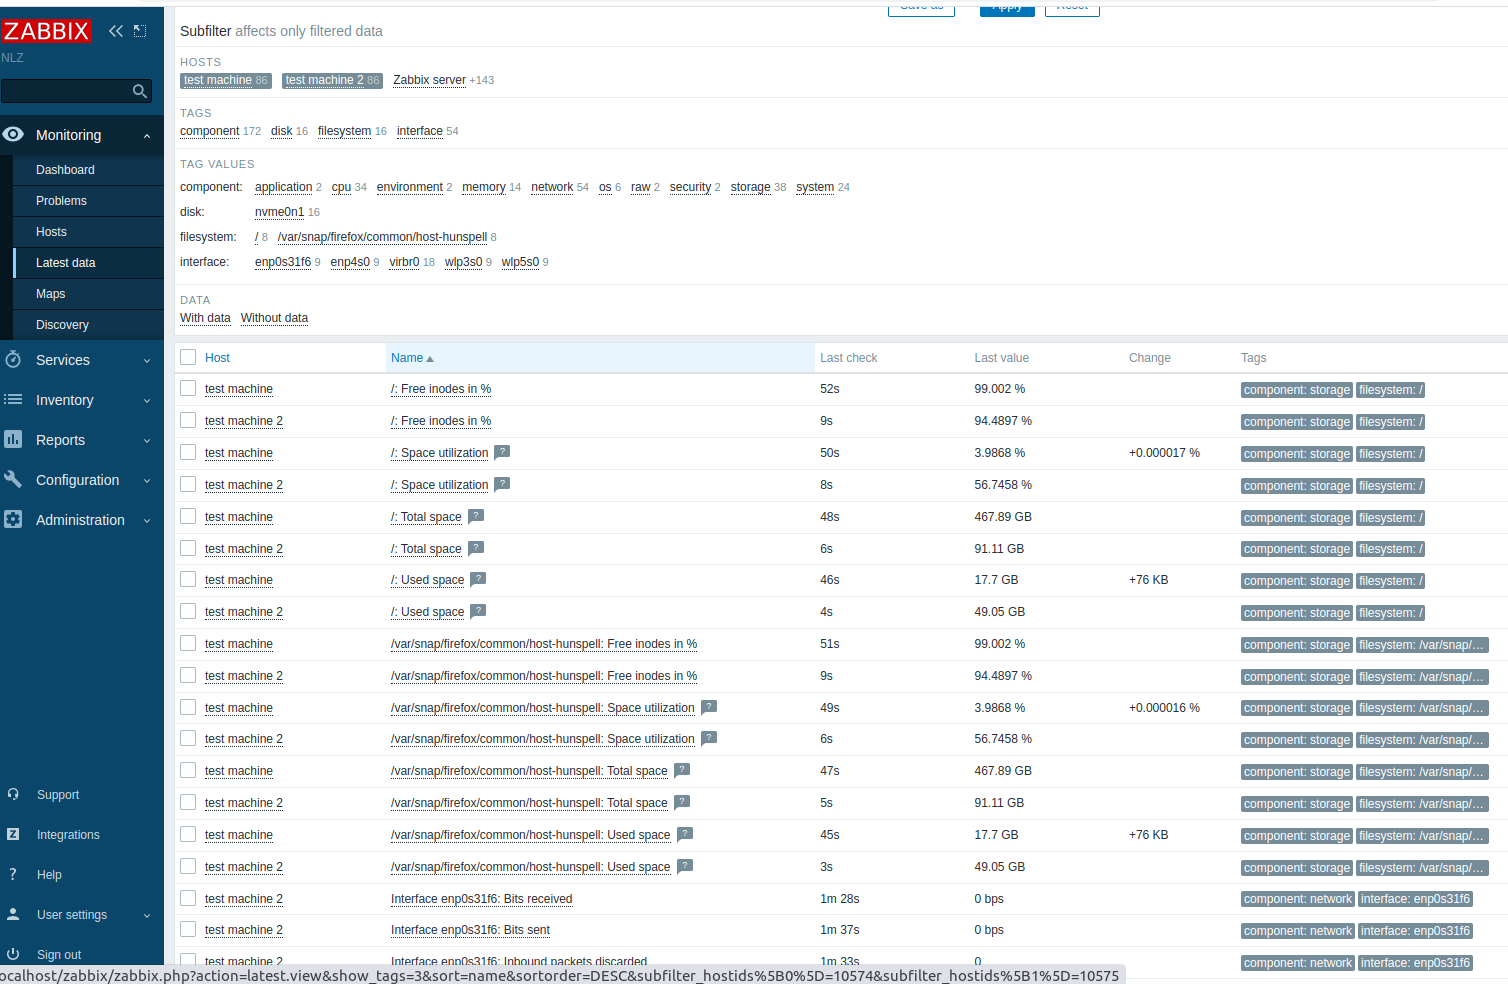 Save as Apply Reset
ZABBIX
NLZ
Monitoring
Dashboard
Problems
Hosts
Latest data
Maps
Discovery
Services
Inventory
Reports
Configuration
Administration
Support
Integrations
Help
User settings
Sign out
Subfilter affects only filtered data
HOSTS
test machine 86 test machine 2 86 Zabbix server +143
TAGS
component 172 disk 16 filesystem 16 interface 54
TAG VALUES
component: application 2 cpu 34 environment 2 memory 14 network 54 os 6 raw 2 security 2 storage 38 system 24
disk: nvme0n1 16
filesystem: / 8 /var/snap/firefox/common/host-hunspell 8
interface: enp0s31f6 9 enp4s0 9 virbr0 18 wlp3s0 9 wlp5s0 9
DATA
With data Without data
Host Name Last check Last value Change Tags
test machine /: Free inodes in % 52s 99.002 % component: storage filesystem: /
test machine 2 /: Free inodes in % 9s 94.4897 % component: storage filesystem: /
test machine /: Space utilization ? 50s 3.9868 % +0.000017 % component: storage filesystem: /
test machine 2 /: Space utilization ? 8s 56.7458 % component: storage filesystem: /
test machine /: Total space ? 48s 467.89 GB component: storage filesystem: /
test machine 2 /: Total space ? 6s 91.11 GB component: storage filesystem: /
test machine /: Used space ? 46s 17.7 GB +76 KB component: storage filesystem: /
test machine 2 /: Used space ? 4s 49.05 GB component: storage filesystem: /
test machine /var/snap/firefox/common/host-hunspell: Free inodes in % 51s 99.002 % component: storage filesystem: /var/snap/...
test machine 2 /var/snap/firefox/common/host-hunspell: Free inodes in % 9s 94.4897 % component: storage filesystem: /var/snap/...
test machine /var/snap/firefox/common/host-hunspell: Space utilization ? 49s 3.9868 % +0.000016 % component: storage filesystem: /var/snap/...
test machine 2 /var/snap/firefox/common/host-hunspell: Space utilization ? 6s 56.7458 % component: storage filesystem: /var/snap/...
test machine /var/snap/firefox/common/host-hunspell: Total space ? 47s 467.89 GB component: storage filesystem: /var/snap/...
test machine 2 /var/snap/firefox/common/host-hunspell: Total space ? 5s 91.11 GB component: storage filesystem: /var/snap/...
test machine /var/snap/firefox/common/host-hunspell: Used space ? 45s 17.7 GB +76 KB component: storage filesystem: /var/snap/...
test machine 2 /var/snap/firefox/common/host-hunspell: Used space ? 3s 49.05 GB component: storage filesystem: /var/snap/...
test machine 2 Interface enp0s31f6: Bits received 1m 28s 0 bps component: network interface: enp0s31f6
test machine 2 Interface enp0s31f6: Bits sent 1m 37s 0 bps component: network interface: enp0s31f6
test machine 2 Interface enp0s31f6: Inbound packets discarded 1m 33s 0 component: network interface: enp0s31f6
ocalhost/zabbix/zabbix.php?action=latest.view&show_tags=3&sort=name&sortorder=DESC&subfilter_hostids%5B0%5D=10574&subfilter_hostids%5B1%5D=10575